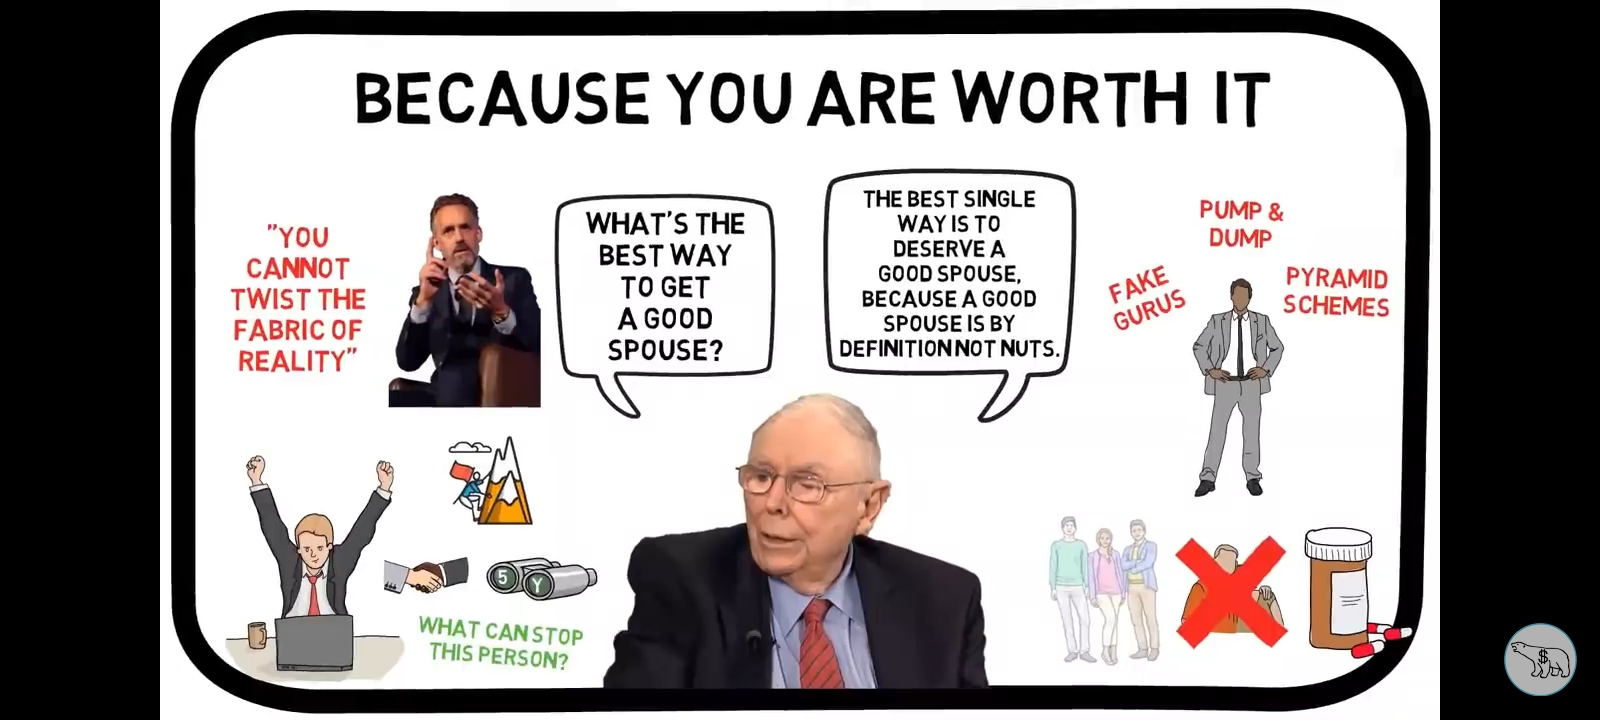 BECAUSE YOU ARE WORTH IT
"YOU
CANNOT
TWIST THE
FABRIC OF
REALITY"
WHAT'S THE
BEST WAY
TO GET
A GOOD
SPOUSE?
THE BEST SINGLE
WAY IS TO
DESERVE A
GOOD SPOUSE,
BECAUSE A GOOD
SPOUSE IS BY
DEFINITION NOT NUTS.
PUMP &
DUMP
FAKE
GURUS
PYRAMID
SCHEMES
5 Y
WHAT CAN STOP
THIS PERSON?
$